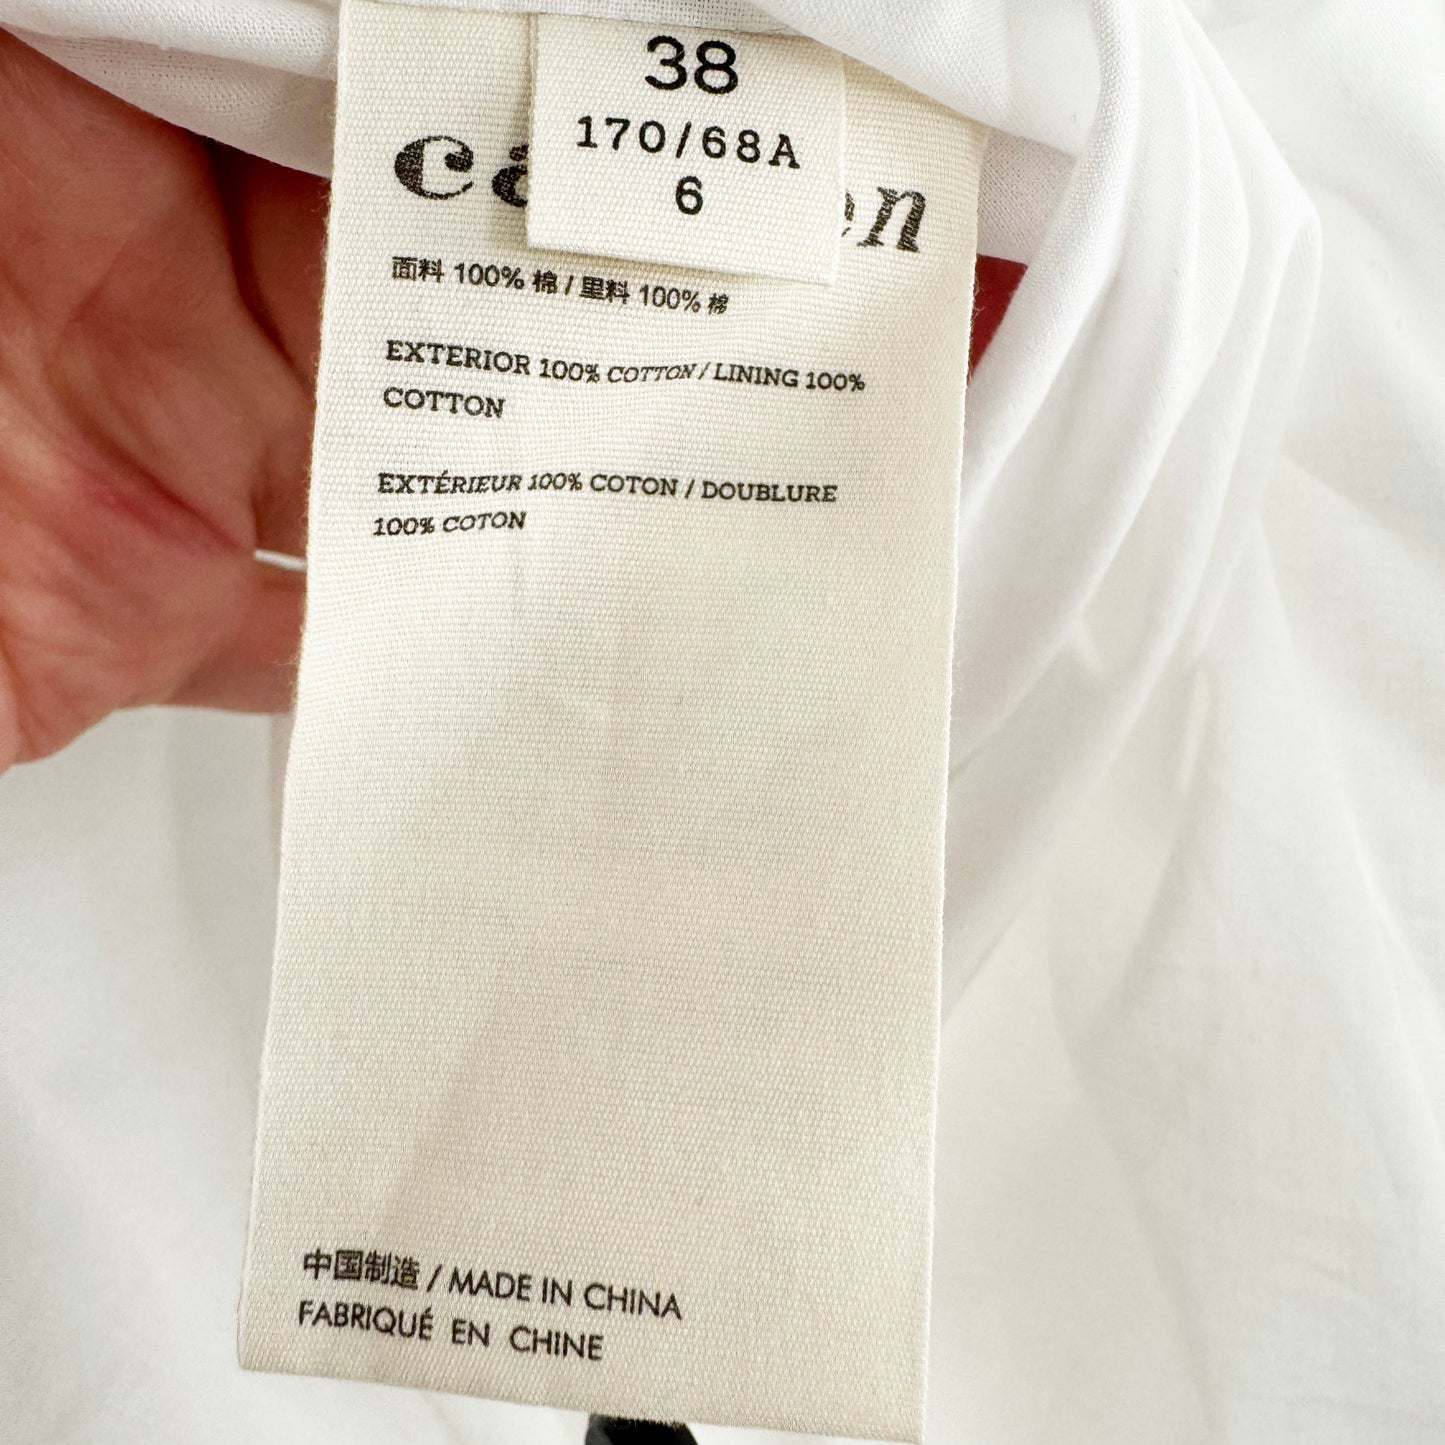 38
170/68A
6
面料 100% 棉 / 里料 100% 棉
EXTERIOR 100% COTTON / LINING 100%
COTTON
EXTÉRIEUR 100% COTON / DOUBLURE
100% COTON
中国制造 / MADE IN CHINA
FABRIQUÉ EN CHINE